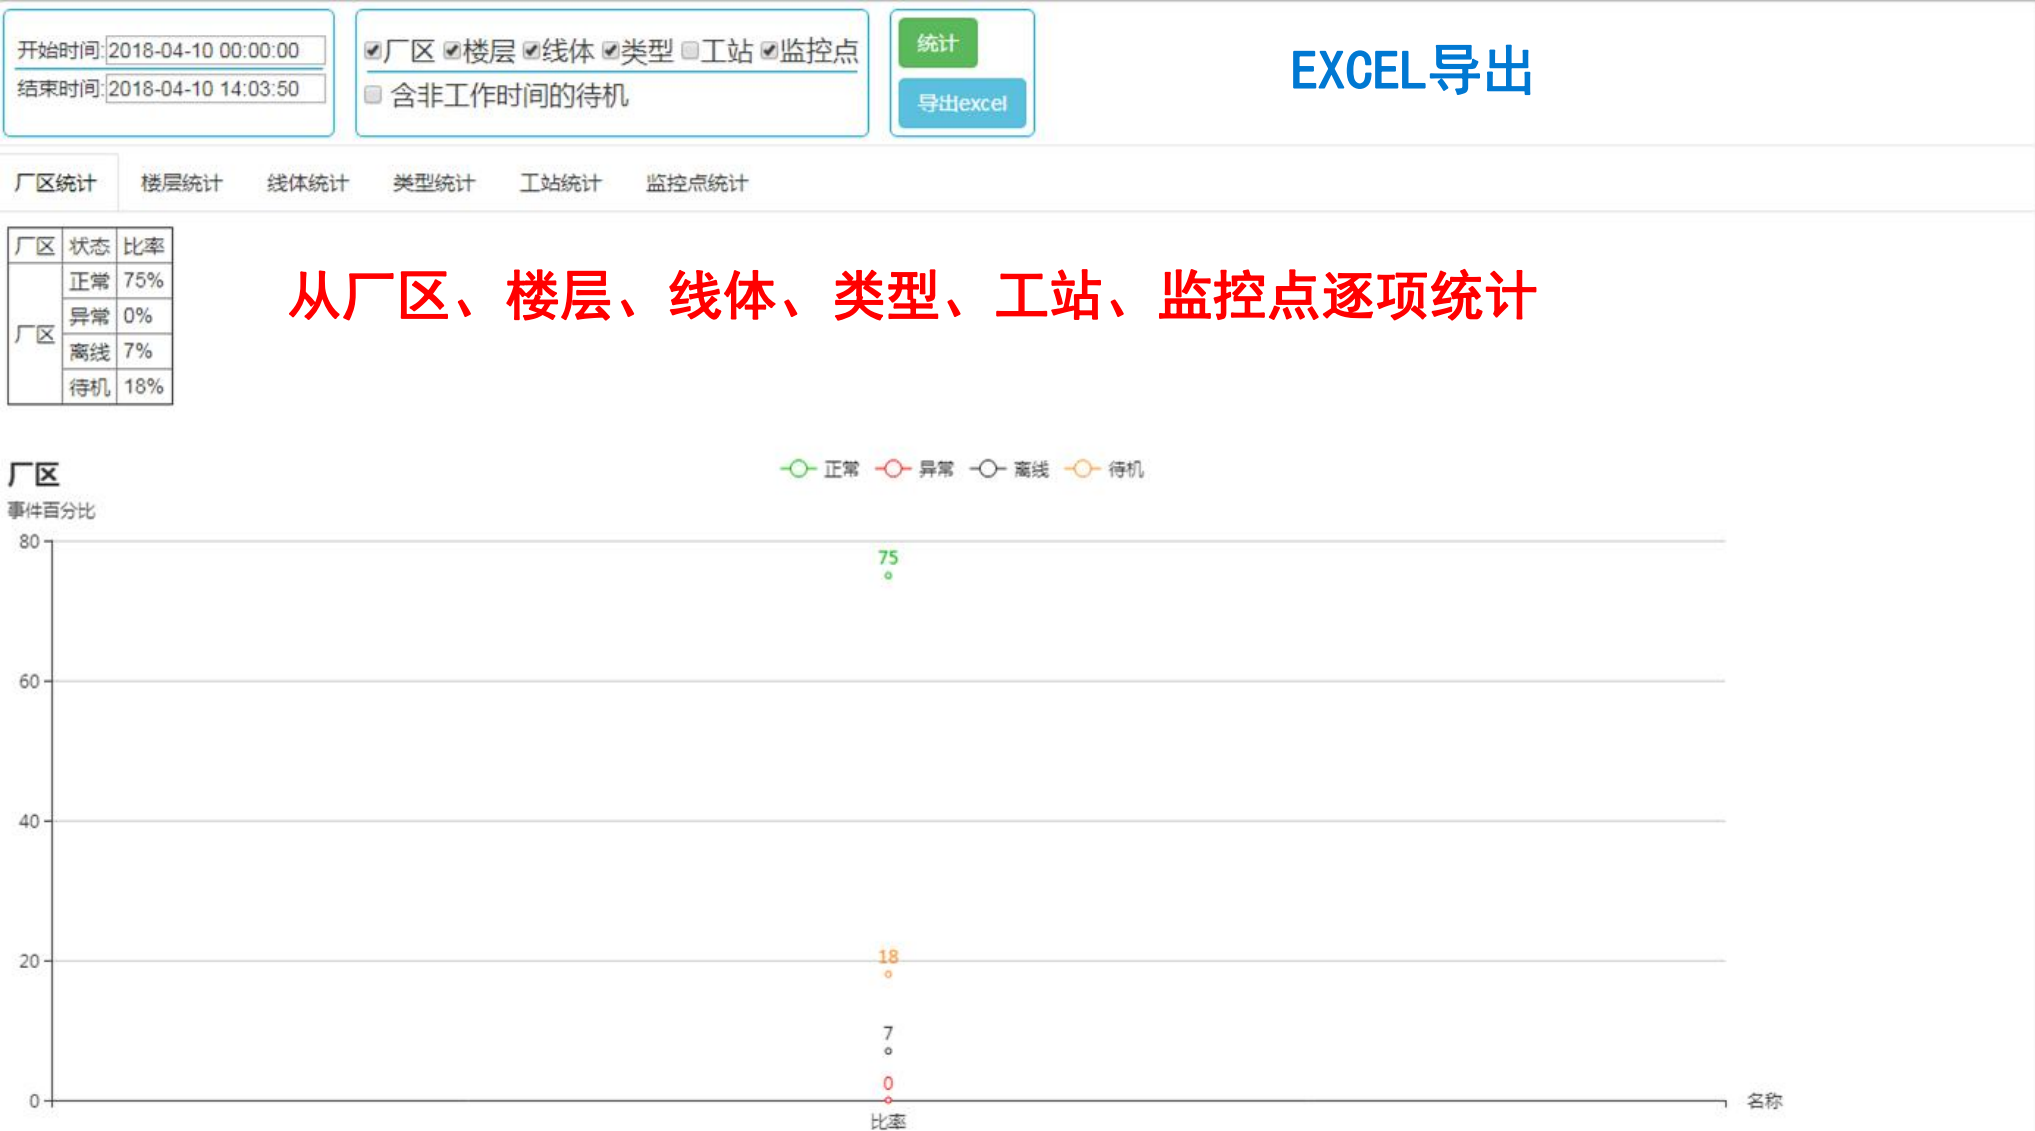 开始时间:2018-04-10 00:00:00
结束时间:2018-04-10 14:03:50
厂区 楼层 线体 类型 工站 监控点
含非工作时间的待机
统计
导出excel
EXCEL导出
厂区统计 楼层统计 线体统计 类型统计 工站统计 监控点统计
厂区 状态 比率
厂区
正常 75%
异常 0%
离线 7%
待机 18%
从厂区、楼层、线体、类型、工站、监控点逐项统计
厂区
正常 异常 离线 待机
事件百分比
80
75
60
40
20
18
7
0
0
比率
名称